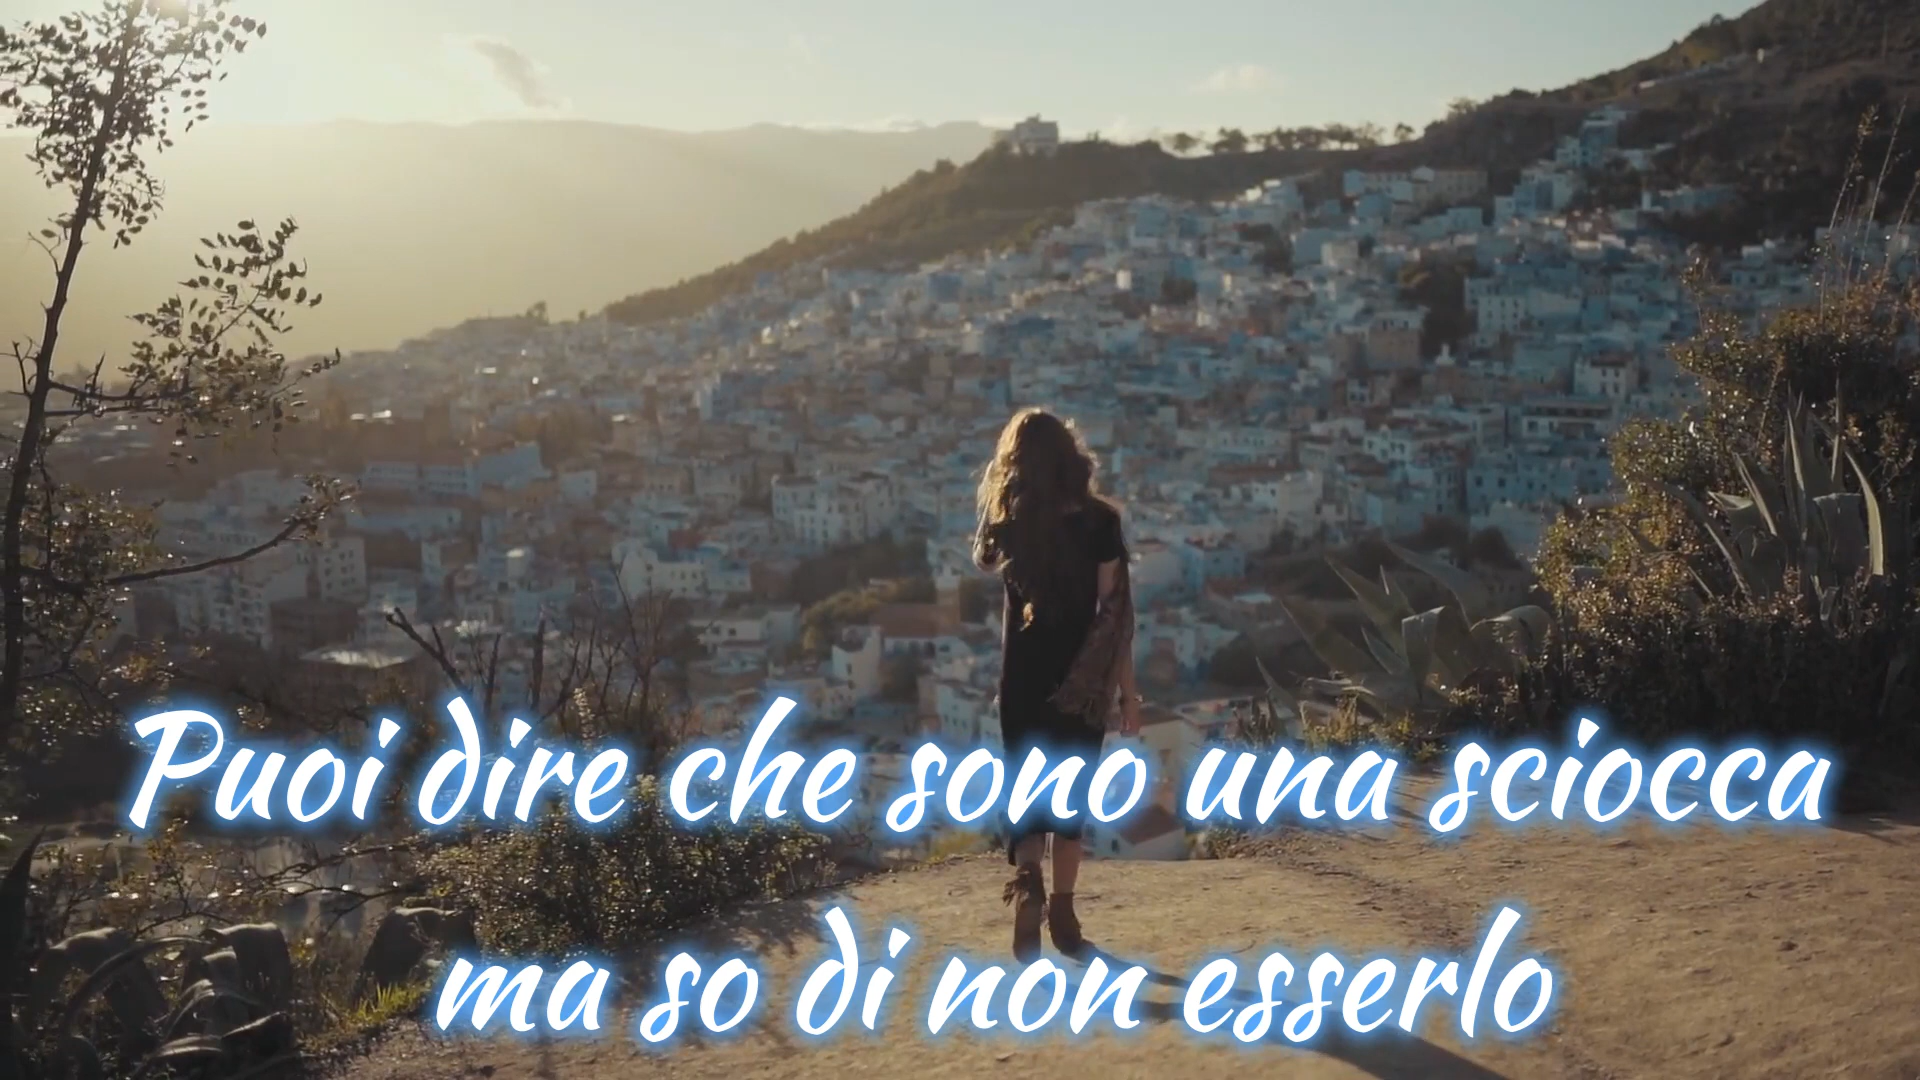 Puoi dire che sono una sciocca
ma so di non esserlo